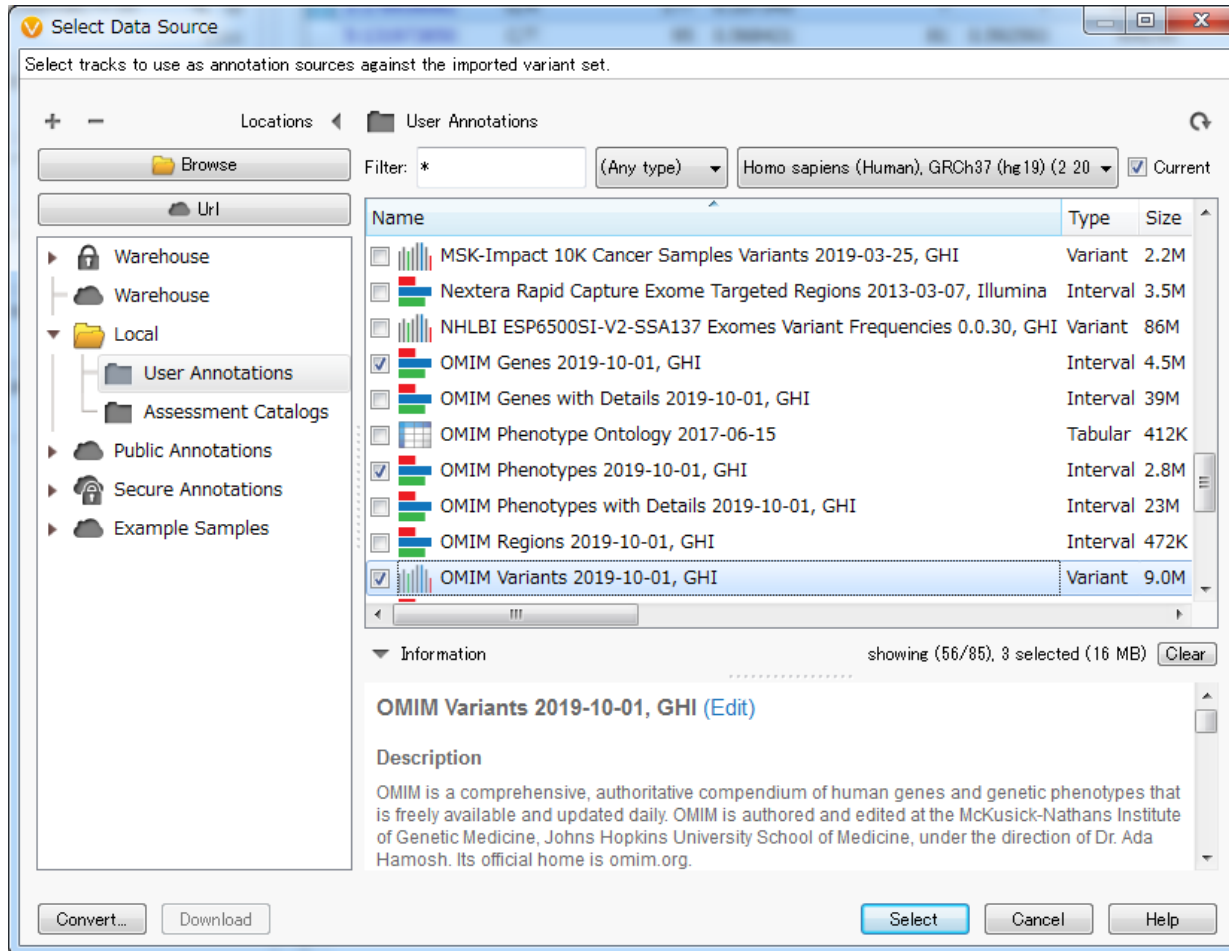 Select Data Source
Select tracks to use as annotation sources against the imported variant set.
Locations
User Annotations
Browse
Filter: * (Any type) Homo sapiens (Human), GRCh37 (hg19) (2 20 Current
Url
Name Type Size
Warehouse
Warehouse
Local
User Annotations
Assessment Catalogs
Public Annotations
Secure Annotations
Example Samples
MSK-Impact 10K Cancer Samples Variants 2019-03-25, GHI Variant 2.2M
Nextera Rapid Capture Exome Targeted Regions 2013-03-07, Illumina Interval 3.5M
NHLBI ESP6500SI-V2-SSA137 Exomes Variant Frequencies 0.0.30, GHI Variant 86M
OMIM Genes 2019-10-01, GHI Interval 4.5M
OMIM Genes with Details 2019-10-01, GHI Interval 39M
OMIM Phenotype Ontology 2017-06-15 Tabular 412K
OMIM Phenotypes 2019-10-01, GHI Interval 2.8M
OMIM Phenotypes with Details 2019-10-01, GHI Interval 23M
OMIM Regions 2019-10-01, GHI Interval 472K
OMIM Variants 2019-10-01, GHI Variant 9.0M
Information showing (56/85), 3 selected (16 MB) Clear
OMIM Variants 2019-10-01, GHI (Edit)
Description
OMIM is a comprehensive, authoritative compendium of human genes and genetic phenotypes that
is freely available and updated daily. OMIM is authored and edited at the McKusick-Nathans Institute
of Genetic Medicine, Johns Hopkins University School of Medicine, under the direction of Dr. Ada
Hamosh. Its official home is omim.org.
Convert... Download Select Cancel Help